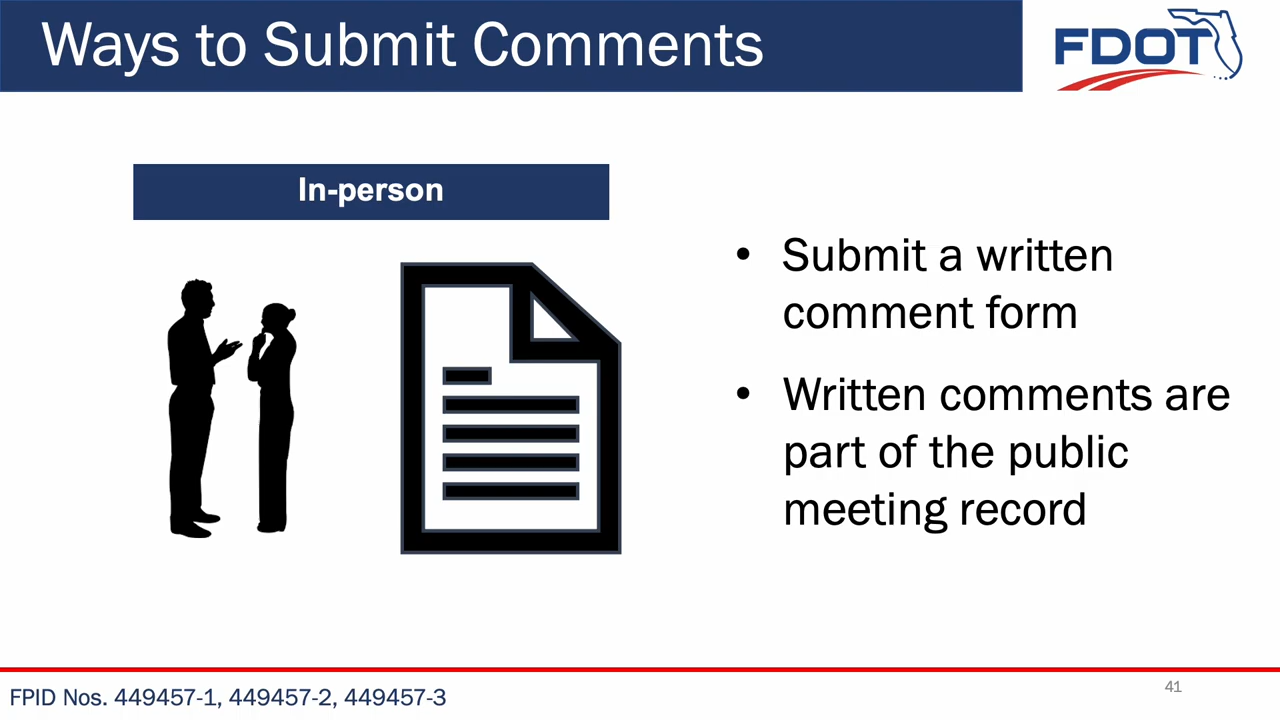 Ways to Submit Comments
FDOT
In-person
• Submit a written
comment form
• Written comments are
part of the public
meeting record
FPID Nos. 449457-1, 449457-2, 449457-3
41